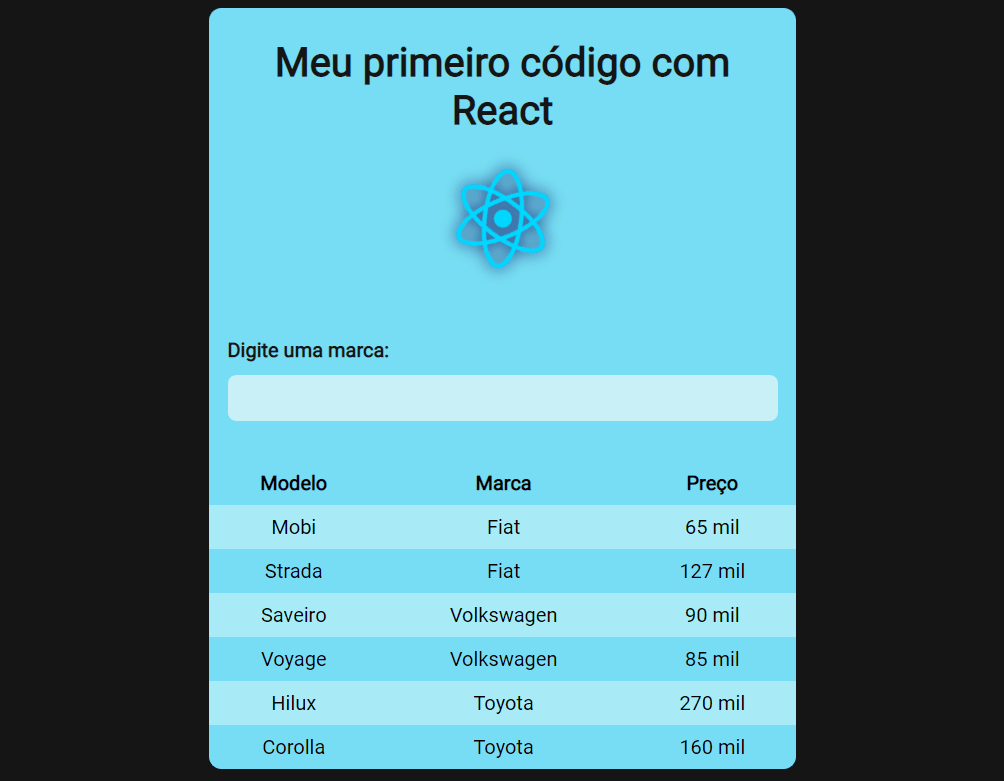 Meu primeiro código com
React
Digite uma marca:
Modelo Marca Preço
Mobi Fiat 65 mil
Strada Fiat 127 mil
Saveiro Volkswagen 90 mil
Voyage Volkswagen 85 mil
Hilux Toyota 270 mil
Corolla Toyota 160 mil